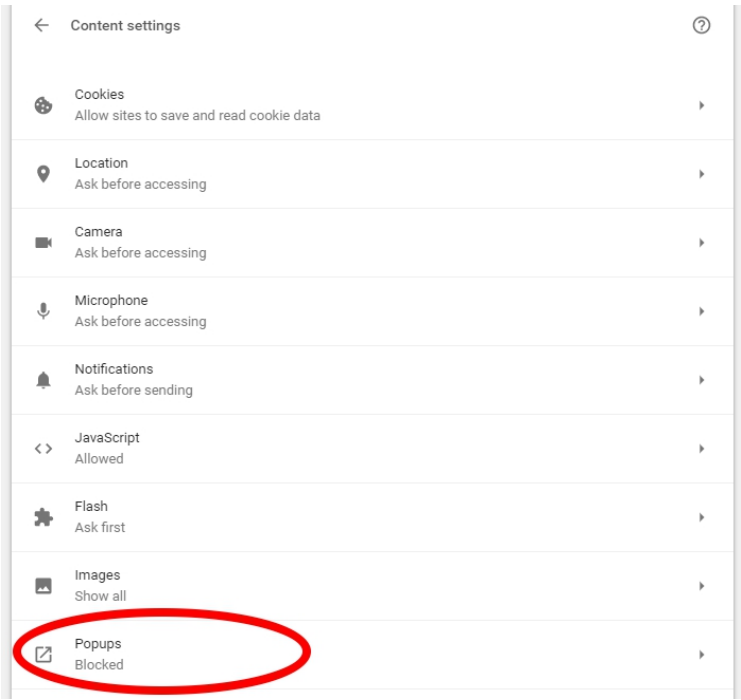 Content settings
Cookies
Allow sites to save and read cookie data
Location
Ask before accessing
Camera
Ask before accessing
Microphone
Ask before accessing
Notifications
Ask before sending
JavaScript
Allowed
Flash
Ask first
Images
Show all
Popups
Blocked